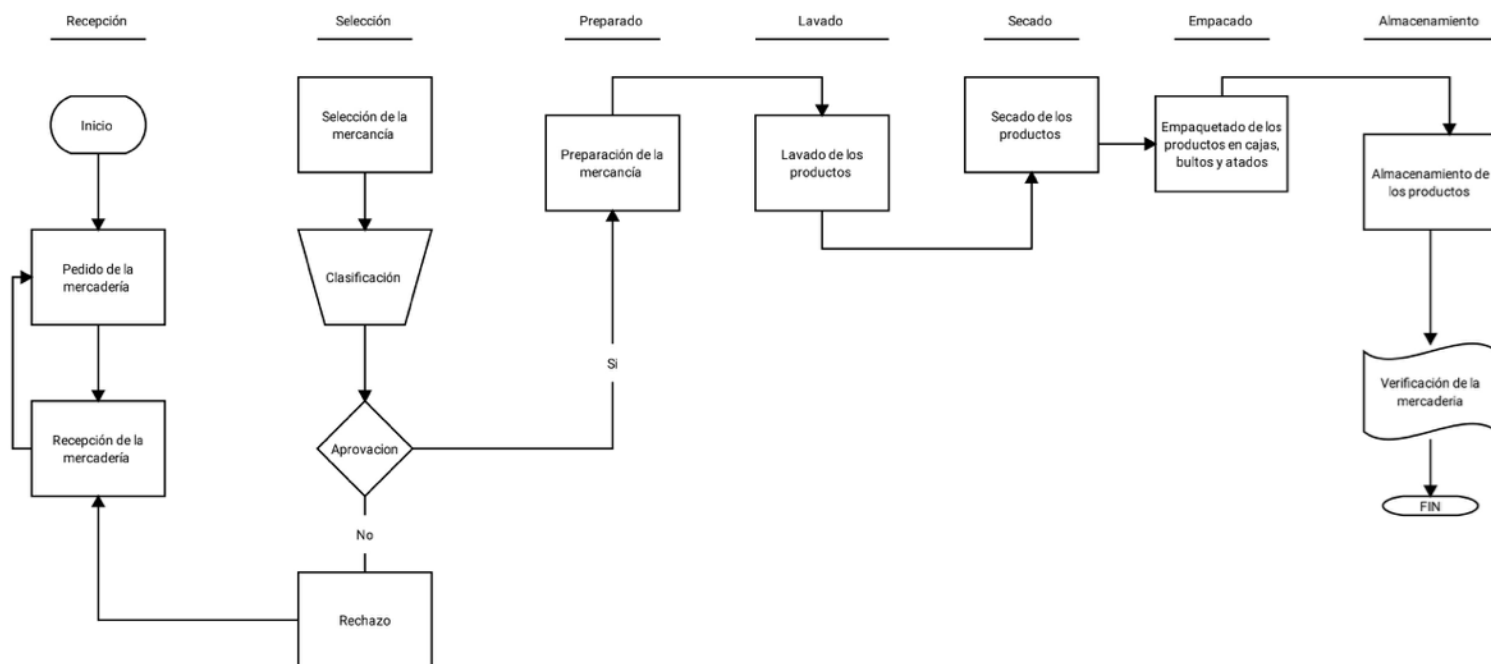 Recepción
Selección
Preparado
Lavado
Secado
Empacado
Almacenamiento
Inicio
Pedido de la
mercadería
Recepción de la
mercadería
Selección de la
mercancía
Clasificación
Aprovacion
No
Rechazo
Si
Preparación de la
mercancía
Lavado de los
productos
Secado de los
productos
Empaquetado de los
productos en cajas,
bultos y atados
Almacenamiento de
los productos
Verificación de la
mercaderia
FIN